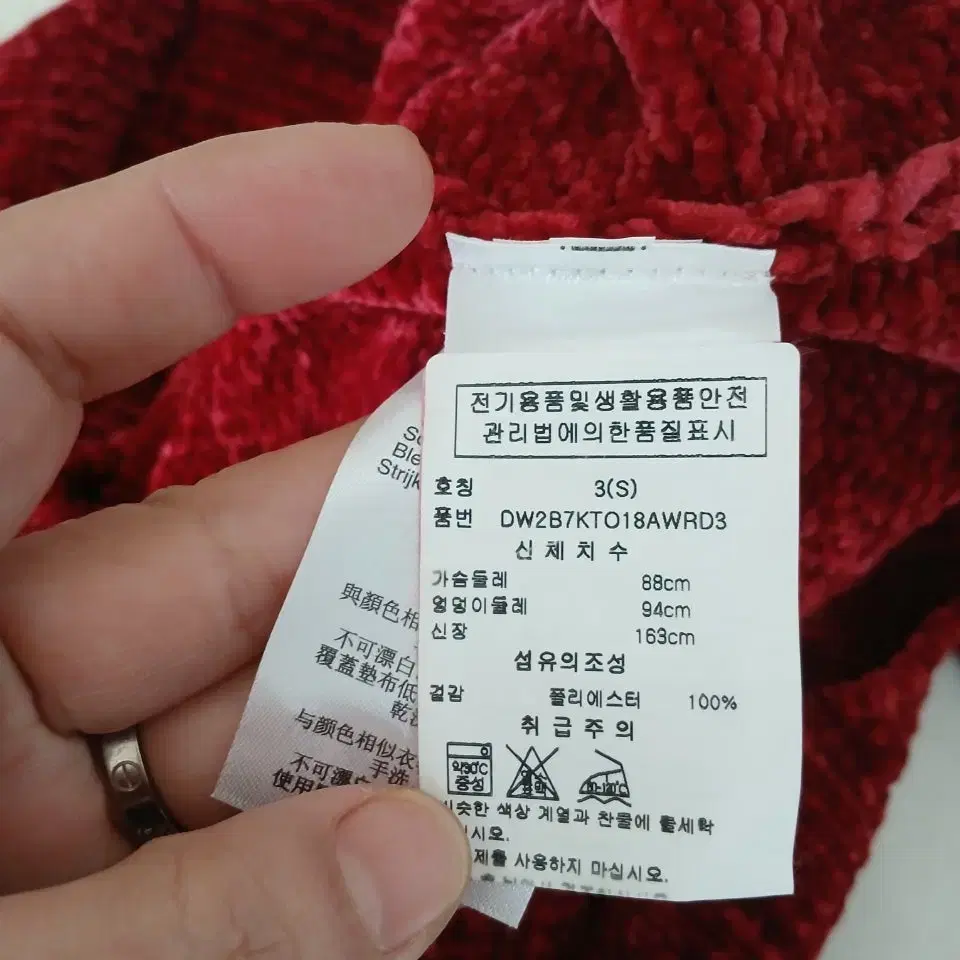 전기용품및생활용품안전
관리법에의한품질표시
호칭 3(S)
품번 DW2B7KTO18AWRD3
신체치수
가슴둘레 88cm
엉덩이둘레 94cm
신장 163cm
섬유의조성
겉감 폴리에스테르 100%
취급주의
약30℃
중성
비슷한 색상 계열과 찬물에 물세탁
십시오.
제를 사용하지 마십시오.
Ble
Strijk
與顏色相
不可漂白
覆蓋墊布低
乾
与颜色相似衣
手洗
不可漂白
使用